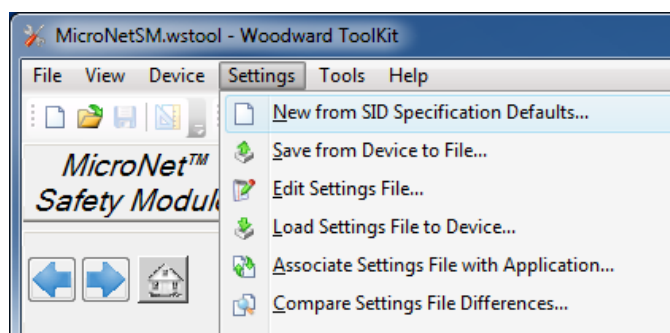 MicroNetSM.wstool - Woodward ToolKit
File View Device Settings Tools Help
New from SID Specification Defaults...
MicroNet™
Save from Device to File...
Safety Modul
Edit Settings File...
Load Settings File to Device...
Associate Settings File with Application...
Compare Settings File Differences...